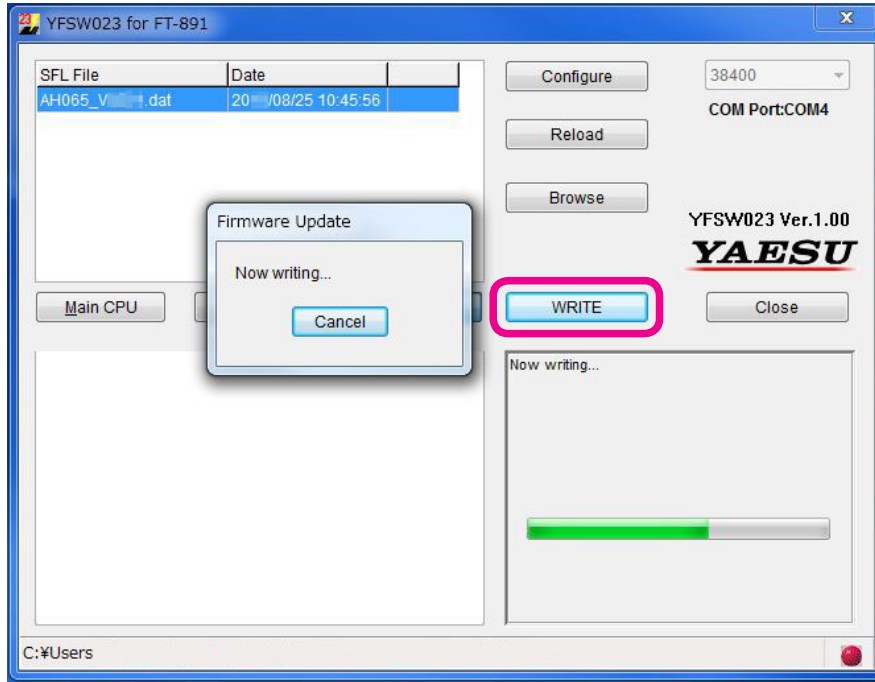 23
YFSW023 for FT-891
SFL File Date
AH065_V .dat 20 /08/25 10:45:56
Configure
38400
COM Port:COM4
Reload
Browse
YFSW023 Ver.1.00
YAESU
Firmware Update
Now writing...
Cancel
Main CPU
WRITE
Close
Now writing...
C:¥Users